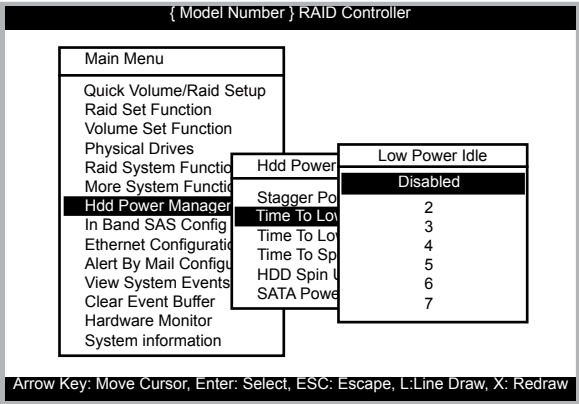 { Model Number } RAID Controller
Main Menu
Quick Volume/Raid Setup
Raid Set Function
Volume Set Function
Physical Drives
Raid System Functio
More System Functio
Hdd Power Manager
In Band SAS Config
Ethernet Configuratio
Alert By Mail Configu
View System Events
Clear Event Buffer
Hardware Monitor
System information
Hdd Power
Stagger Po
Time To Lov
Time To Lo
Time To Sp
HDD Spin U
SATA Powe
Low Power Idle
Disabled
2
3
4
5
6
7
Arrow Key: Move Cursor, Enter: Select, ESC: Escape, L:Line Draw, X: Redraw